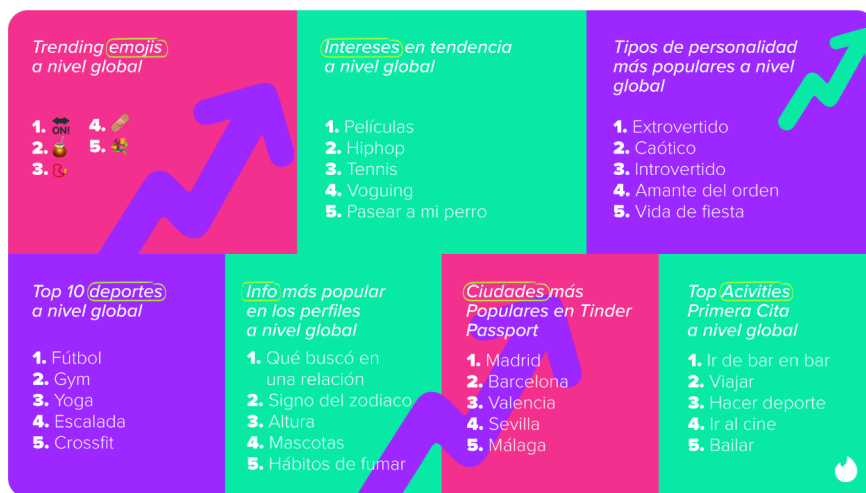 Trending emojis
a nivel global
1. 🔛
2. 🧉
3. 🫦
4. 🩹
5. 💐
Intereses en tendencia
a nivel global
1. Películas
2. Hiphop
3. Tennis
4. Voguing
5. Pasear a mi perro
Tipos de personalidad
más populares a nivel
global
1. Extrovertido
2. Caótico
3. Introvertido
4. Amante del orden
5. Vida de fiesta
Top 10 deportes
a nivel global
1. Fútbol
2. Gym
3. Yoga
4. Escalada
5. Crossfit
Info más popular
en los perfiles
a nivel global
1. Qué buscó en
una relación
2. Signo del zodiaco
3. Altura
4. Mascotas
5. Hábitos de fumar
Ciudades más
Populares en Tinder
Passport
1. Madrid
2. Barcelona
3. Valencia
4. Sevilla
5. Málaga
Top Acivities
Primera Cita
a nivel global
1. Ir de bar en bar
2. Viajar
3. Hacer deporte
4. Ir al cine
5. Bailar